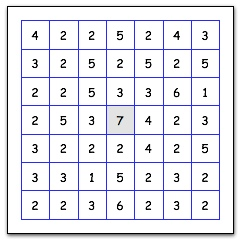 4 2 2 5 2 4 3
3 2 5 2 5 2 5
2 2 5 3 3 6 1
2 5 3 7 4 2 3
3 2 2 2 4 2 5
3 3 1 5 2 3 2
2 2 3 6 2 3 2